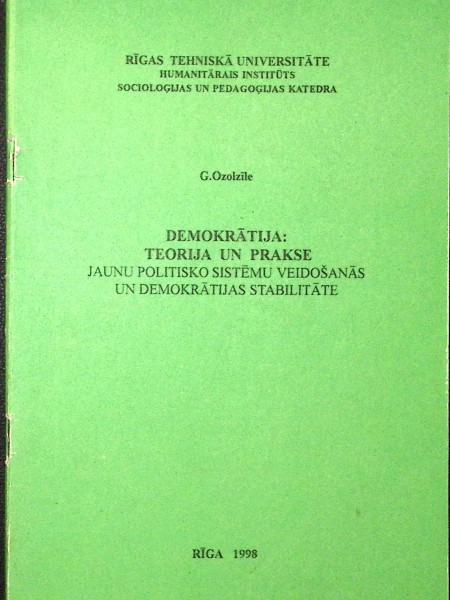 RĪGAS TEHNISKĀ UNIVERSITĀTE
HUMANITĀRAIS INSTITŪTS
SOCIOLOĢIJAS UN PEDAGOĢIJAS KATEDRA
G.Ozolzīle
DEMOKRĀTIJA:
TEORIJA UN PRAKSE
JAUNU POLITISKO SISTĒMU VEIDOŠANĀS
UN DEMOKRĀTIJAS STABILITĀTE
RĪGA 1998